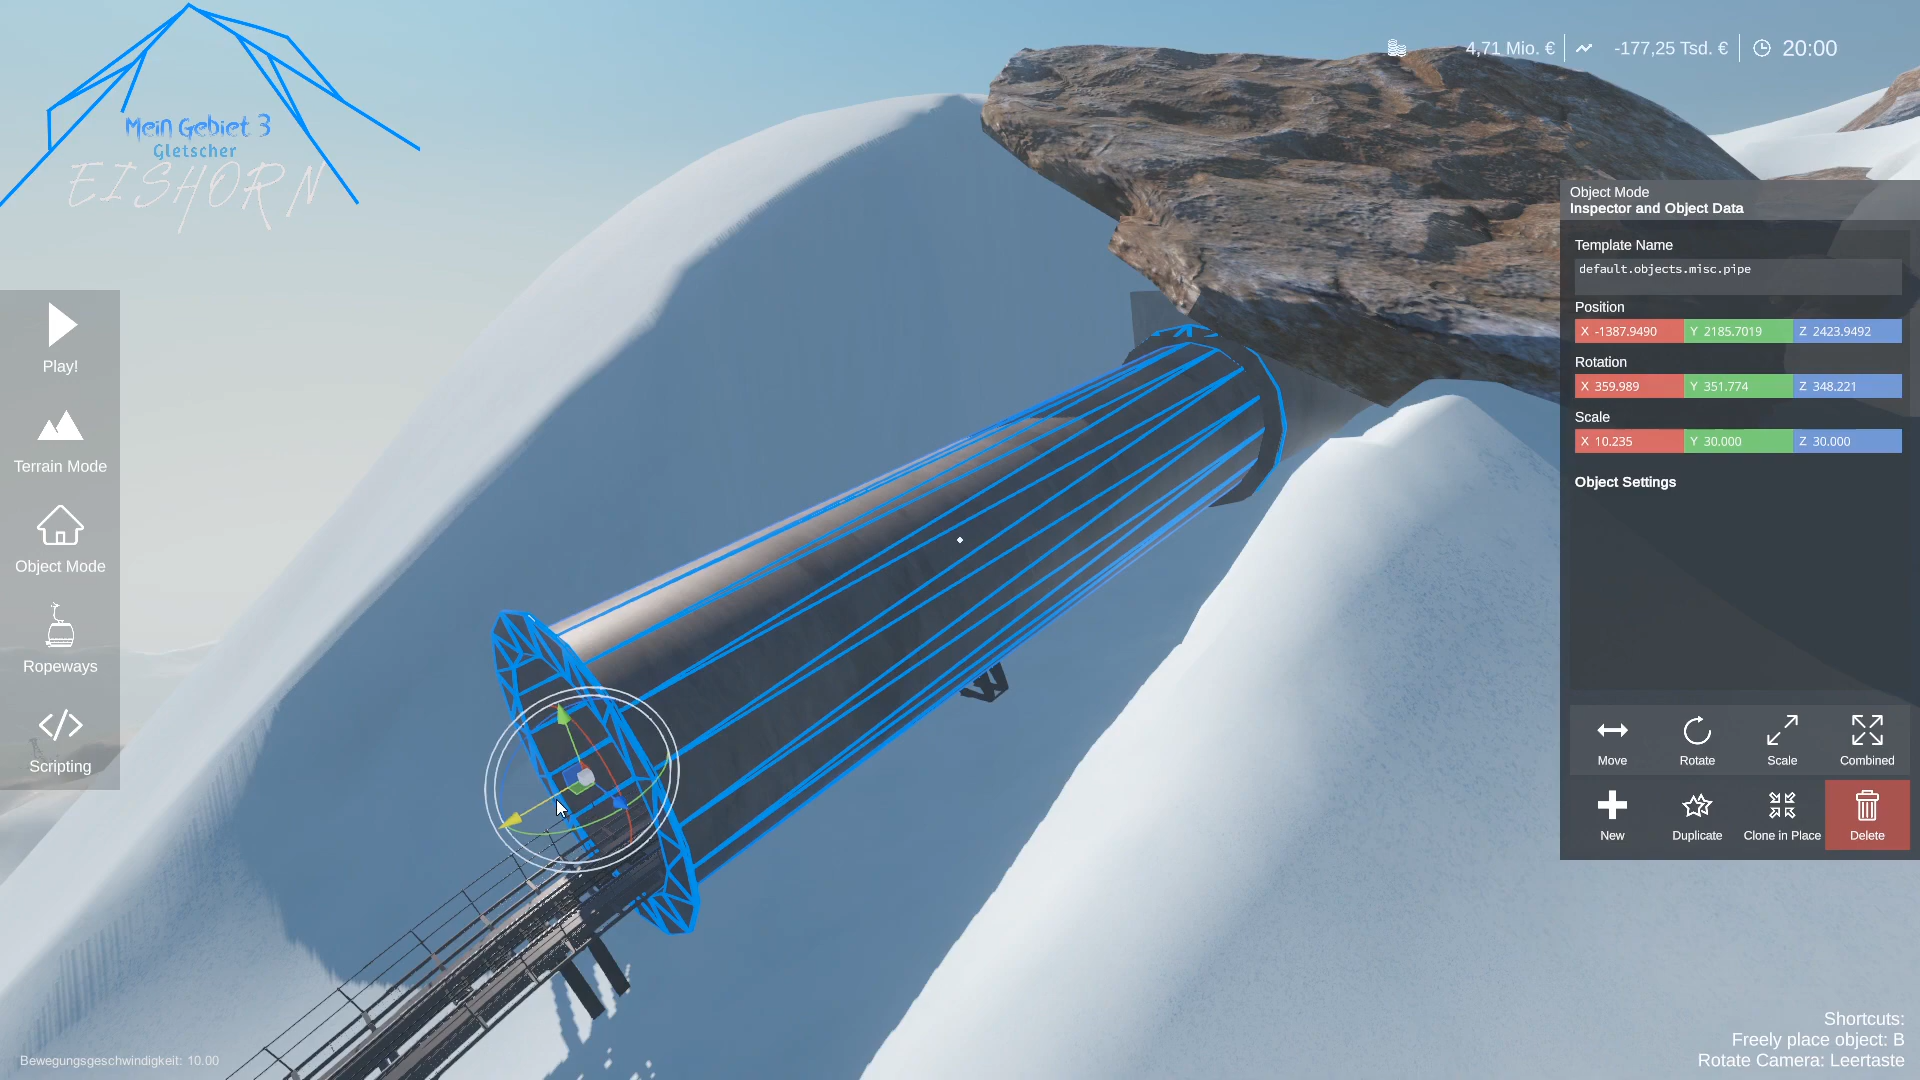 Mein Gebiet 3
Gletscher
EISHORN
4,71 Mio. €
-177,25 Tsd. €
20:00
Play!
Terrain Mode
Object Mode
Ropeways
Scripting
Object Mode
Inspector and Object Data
Template Name
default.objects.misc.pipe
Position
X -1387.9490 Y 2185.7019 Z 2423.9492
Rotation
X 359.989 Y 351.774 Z 348.221
Scale
X 10.235 Y 30.000 Z 30.000
Object Settings
Move Rotate Scale Combined
New Duplicate Clone in Place Delete
Shortcuts:
Freely place object: B
Rotate Camera: Leertaste
Bewegungsgeschwindigkeit: 10.00